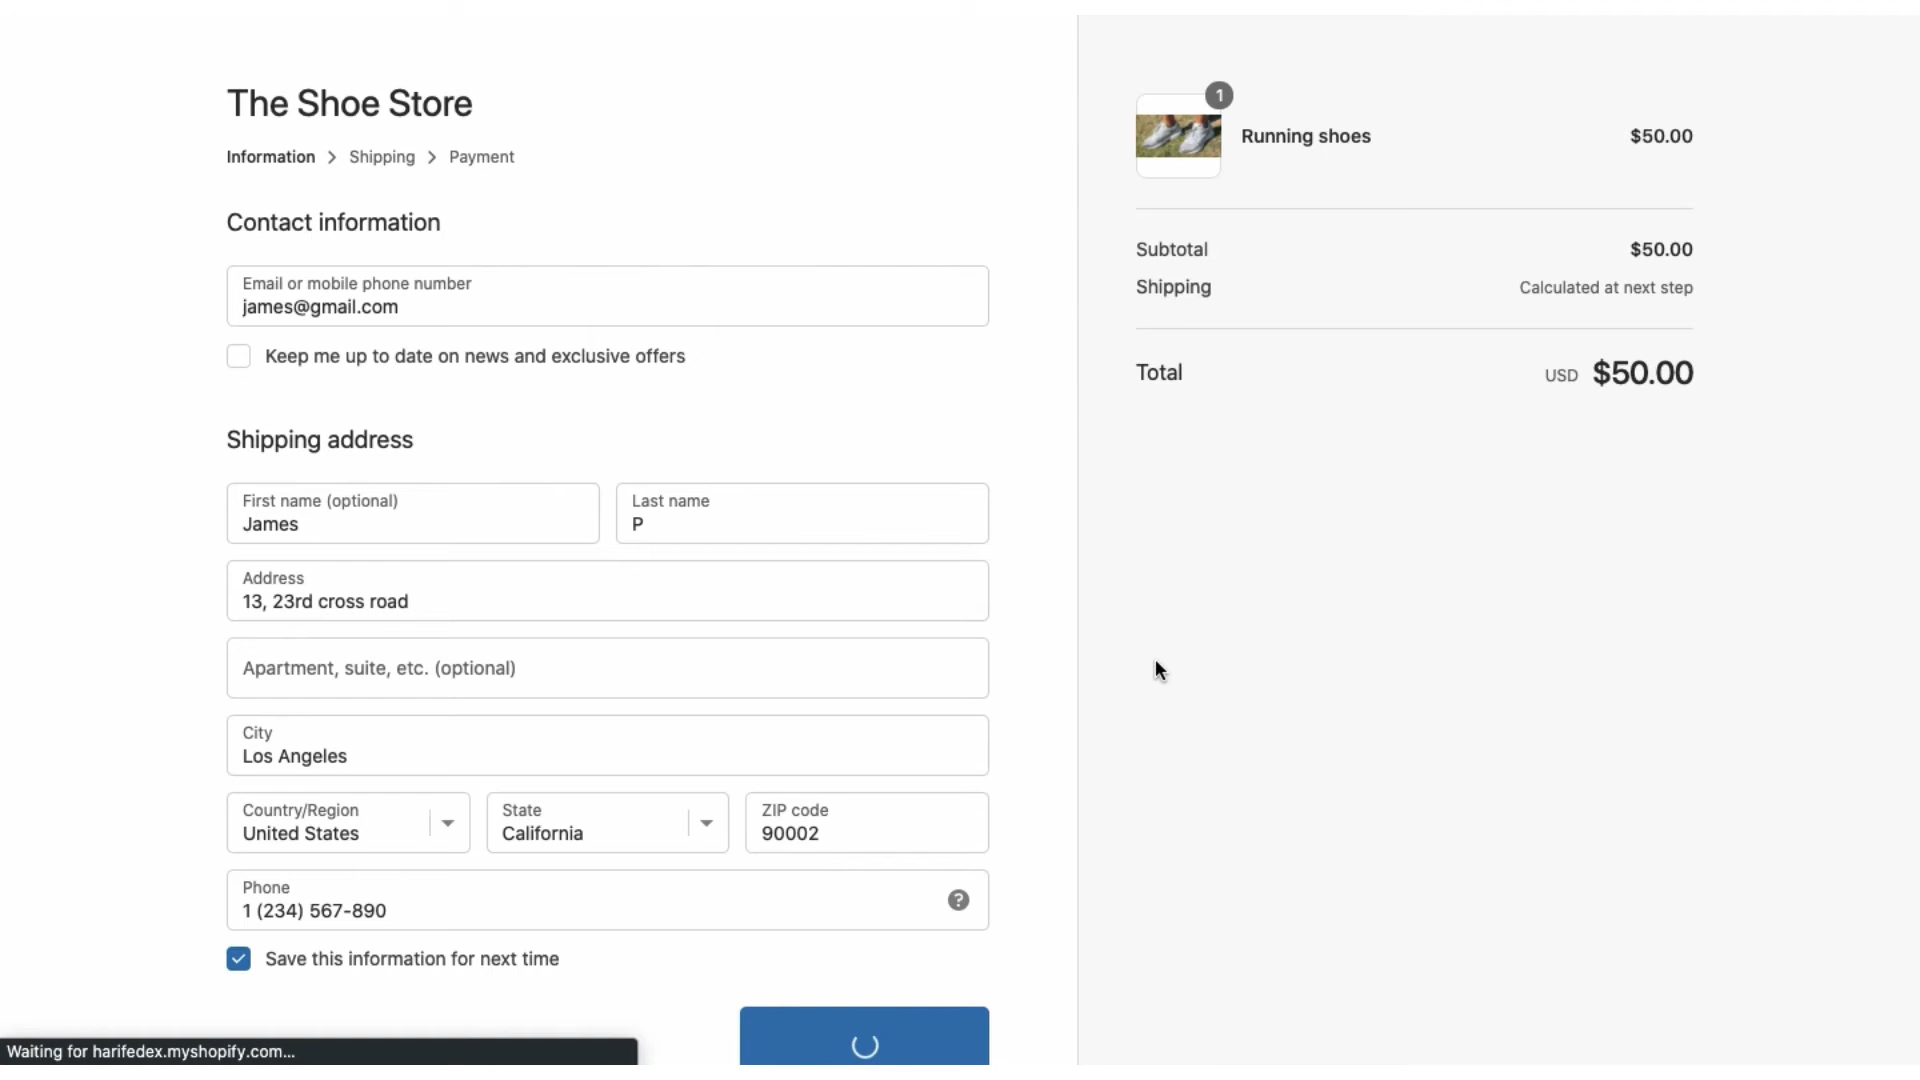 The Shoe Store
Information > Shipping > Payment
Contact information
Email or mobile phone number
james@gmail.com
Keep me up to date on news and exclusive offers
Shipping address
First name (optional)
James
Last name
P
Address
13, 23rd cross road
Apartment, suite, etc. (optional)
City
Los Angeles
Country/Region
United States
State
California
ZIP code
90002
Phone
1 (234) 567-890
?
Save this information for next time
Waiting for harifedex.myshopify.com...
1
Running shoes $50.00
Subtotal $50.00
Shipping Calculated at next step
Total USD $50.00